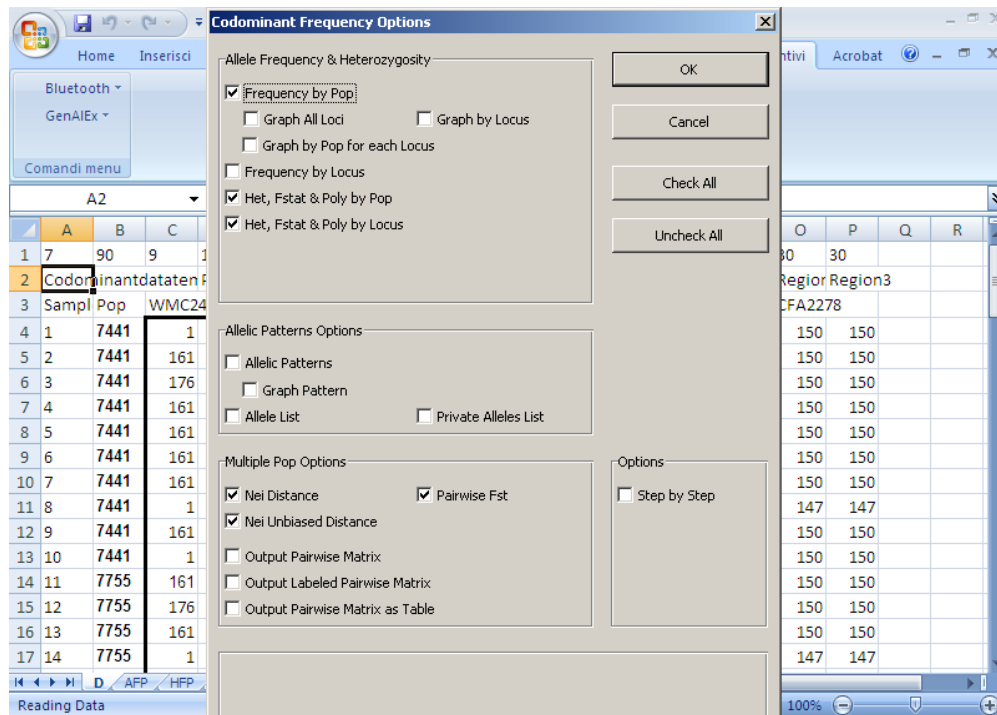 Codominant Frequency Options
Home Inserisci
ntivi Acrobat
Bluetooth
GenAlEx
Comandi menu
Allele Frequency & Heterozygosity
Frequency by Pop
Graph All Loci Graph by Locus
Graph by Pop for each Locus
Frequency by Locus
Het, Fstat & Poly by Pop
Het, Fstat & Poly by Locus
OK
Cancel
Check All
Uncheck All
Allelic Patterns Options
Allelic Patterns
Graph Pattern
Allele List Private Alleles List
Multiple Pop Options
Nei Distance Pairwise Fst
Nei Unbiased Distance
Output Pairwise Matrix
Output Labeled Pairwise Matrix
Output Pairwise Matrix as Table
Options
Step by Step
A2
A B C O P Q R
1 7 90 9 1 30 30
2 Codominantdataten Region3
3 Sampl Pop WMC24 CFA2278
4 1 7441 1 150 150
5 2 7441 161 150 150
6 3 7441 176 150 150
7 4 7441 161 150 150
8 5 7441 161 150 150
9 6 7441 161 150 150
10 7 7441 161 150 150
11 8 7441 1 147 147
12 9 7441 161 150 150
13 10 7441 1 150 150
14 11 7755 161 150 150
15 12 7755 176 150 150
16 13 7755 161 150 150
17 14 7755 1 147 147
D AFP HFP
Reading Data 100%